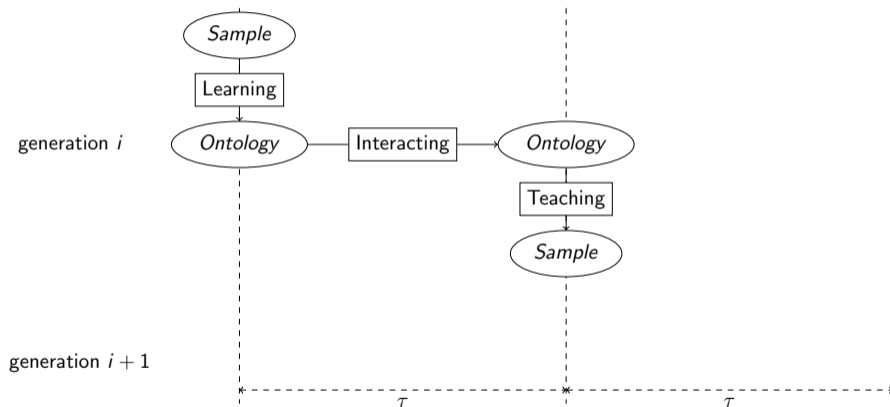 Sample
Learning
generation i
Ontology
Interacting
Ontology
Teaching
Sample
generation i + 1
τ
τ